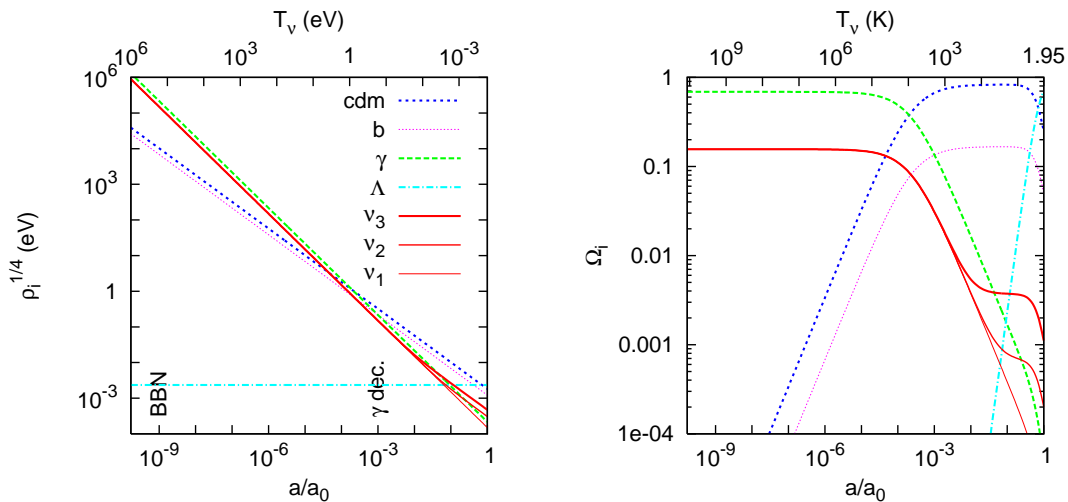 T_ν (eV)
10^6 10^3 1 10^-3
10^6
10^3
1
10^-3
ρ_i^1/4 (eV)
cdm
b
γ
Λ
ν_3
ν_2
ν_1
BBN
γ dec.
10^-9 10^-6 10^-3 1
a/a_0
T_ν (K)
10^9 10^6 10^3 1.95
1
0.1
0.01
0.001
1e-04
Ω_i
10^-9 10^-6 10^-3 1
a/a_0